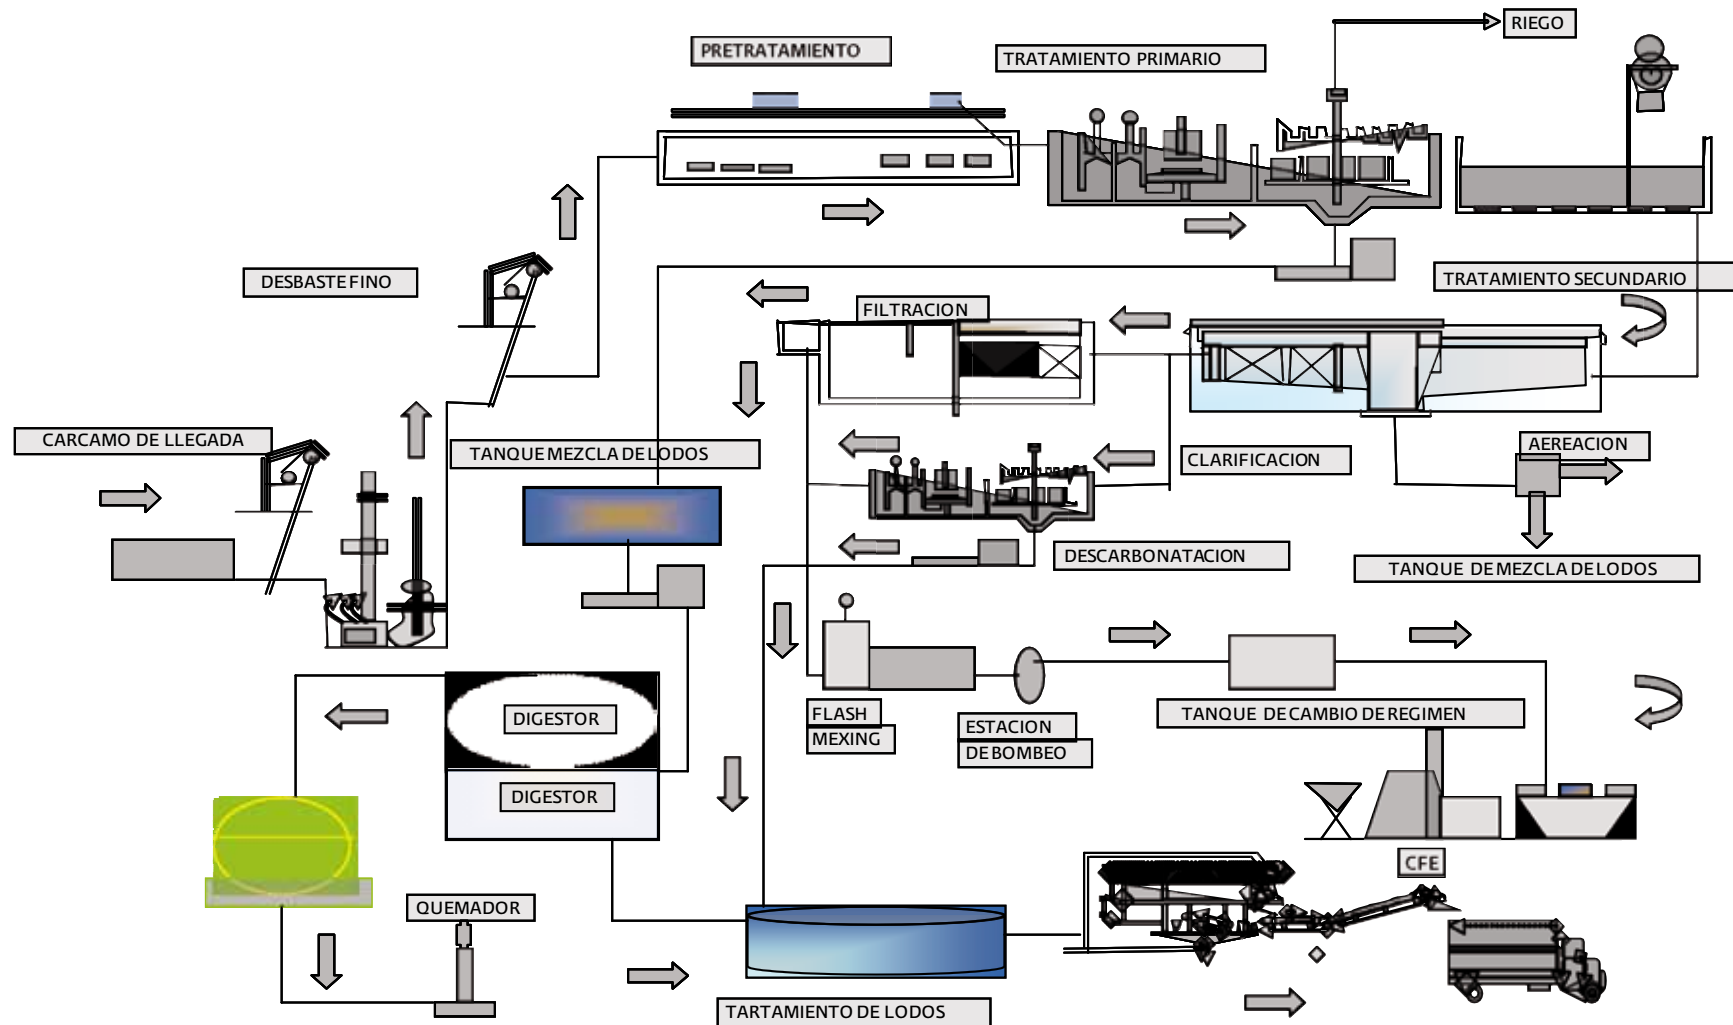 RIEGO
PRETRATAMIENTO
TRATAMIENTO PRIMARIO
DESBASTE FINO
TRATAMIENTO SECUNDARIO
FILTRACION
CARCAMO DE LLEGADA
TANQUE MEZCLA DE LODOS
CLARIFICACION
AEREACION
DESCARBONATACION
TANQUE DE MEZCLA DE LODOS
DIGESTOR
FLASH
MEXING
ESTACION
DE BOMBEO
TANQUE DE CAMBIO DE REGIMEN
DIGESTOR
CFE
QUEMADOR
TARTAMIENTO DE LODOS